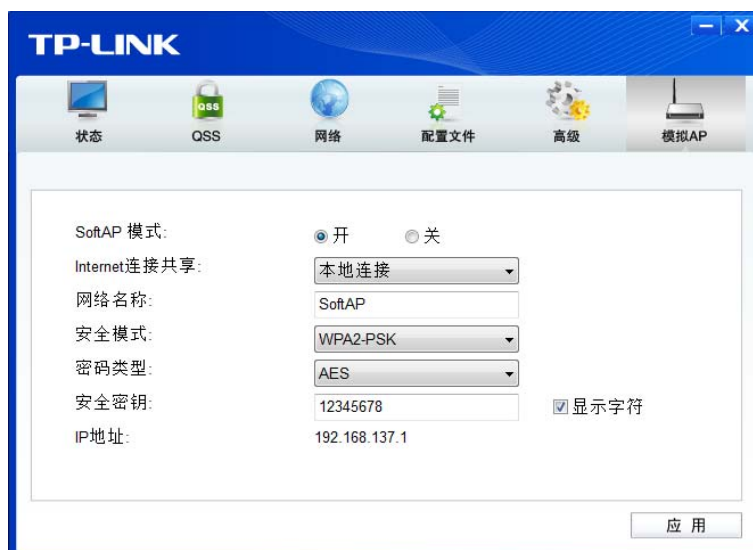 TP-LINK
状态 QSS 网络 配置文件 高级 模拟AP
SoftAP 模式: 开 关
Internet连接共享: 本地连接
网络名称: SoftAP
安全模式: WPA2-PSK
密码类型: AES
安全密钥: 12345678 显示字符
IP地址: 192.168.137.1
应 用